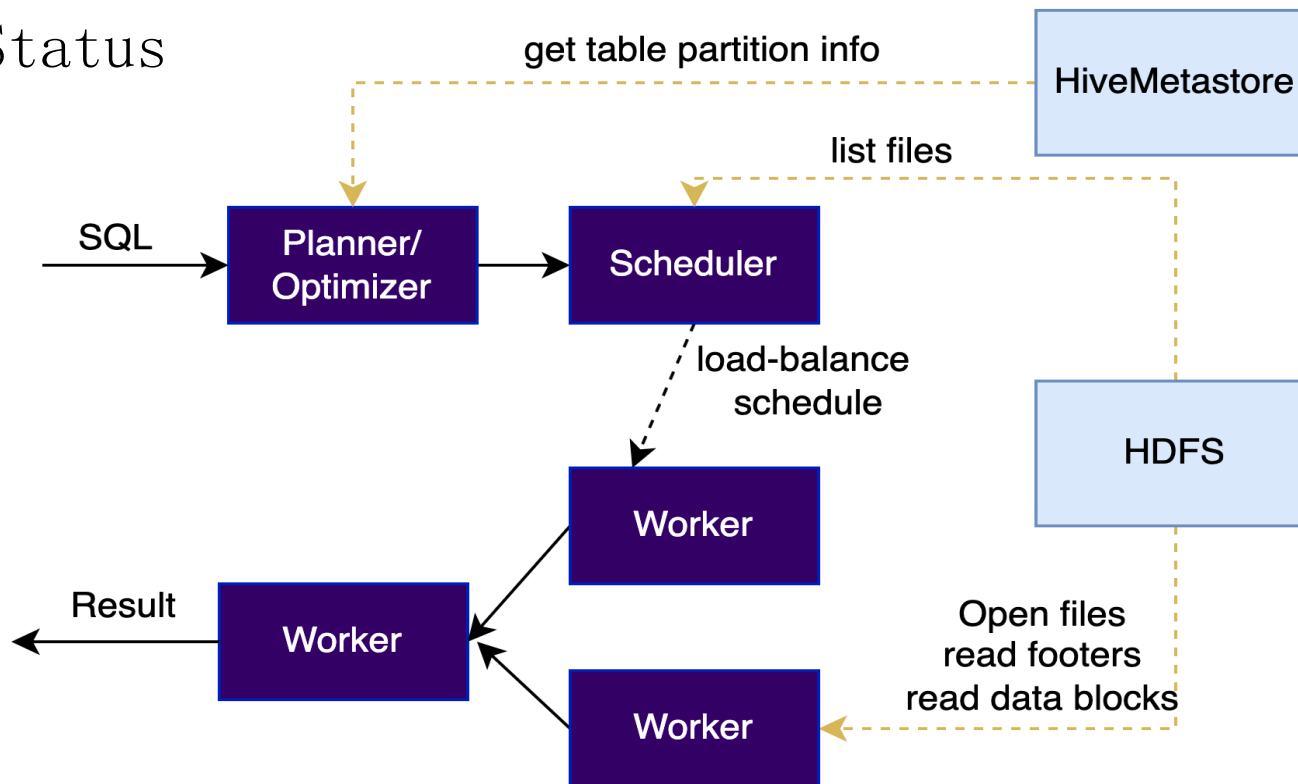 Status
get table partition info
HiveMetastore
list files
SQL
Planner/
Optimizer
Scheduler
load-balance
schedule
HDFS
Worker
Result
Worker
Open files
read footers
read data blocks
Worker